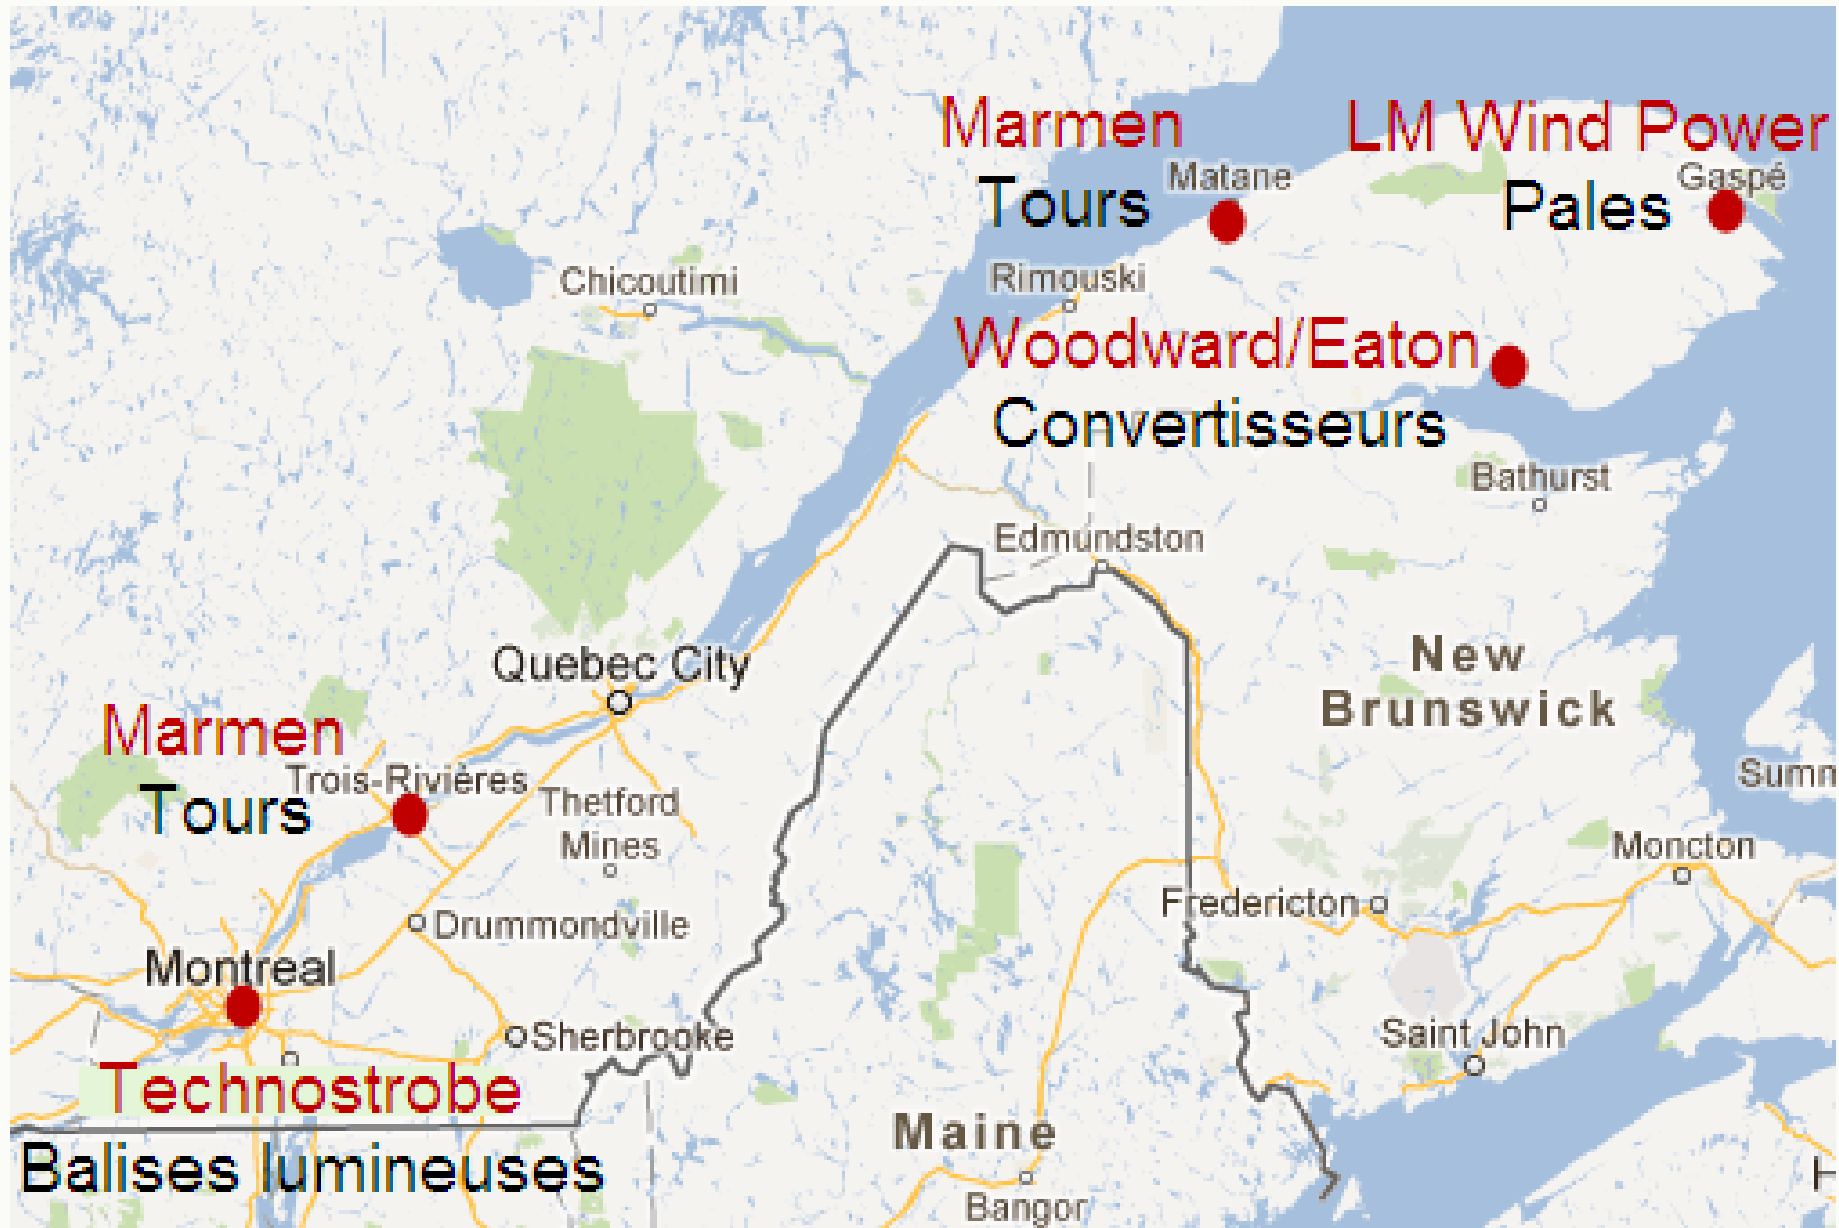 Marmen
LM Wind Power
Matane
Gaspé
Tours
Pales
Chicoutimi
Rimouski
Woodward/Eaton
Convertisseurs
Bathurst
Edmundston
Quebec City
New
Brunswick
Marmen
Trois-Rivières
Tours
Thetford
Mines
Summ
Moncton
Fredericton
Drummondville
Montreal
Sherbrooke
Saint John
Technostrobe
Maine
Balises lumineuses
Bangor
H